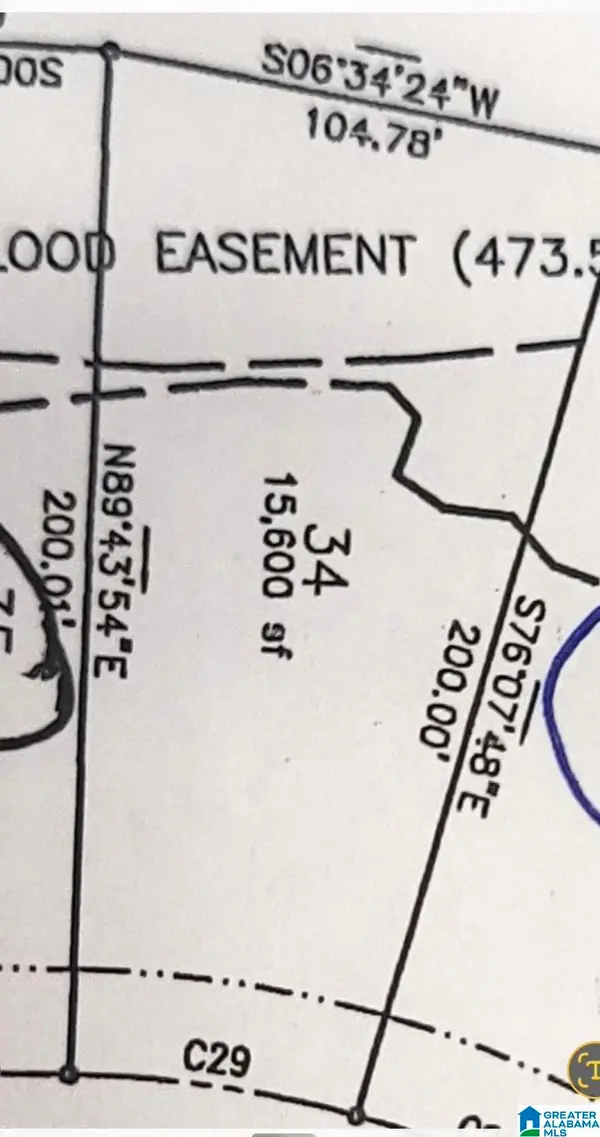 S06°34'24"W
104.78'
EASEMENT (473.5
N89°43'54"E
200.01'
34
15,600 sf
S76°07'48"E
200.00'
C29
GREATER
ALABAMA
MLS